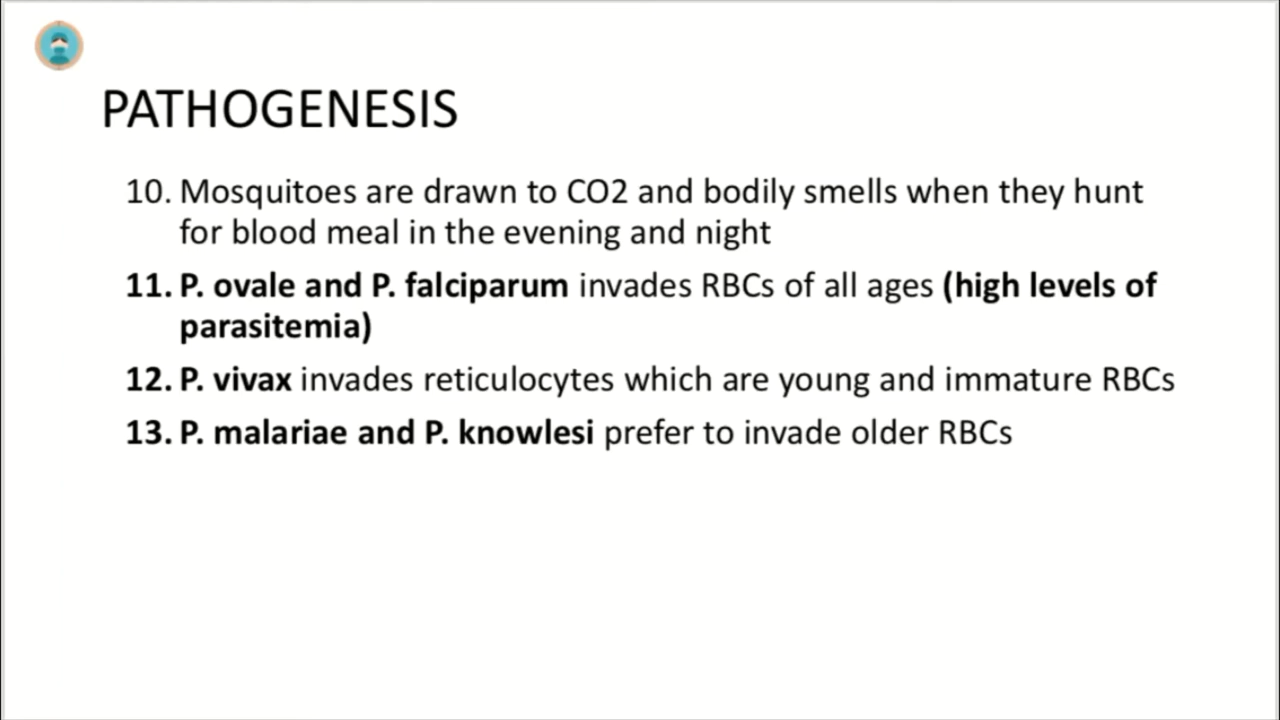 PATHOGENESIS
10. Mosquitoes are drawn to CO2 and bodily smells when they hunt
for blood meal in the evening and night
11. P. ovale and P. falciparum invades RBCs of all ages (high levels of
parasitemia)
12. P. vivax invades reticulocytes which are young and immature RBCs
13. P. malariae and P. knowlesi prefer to invade older RBCs